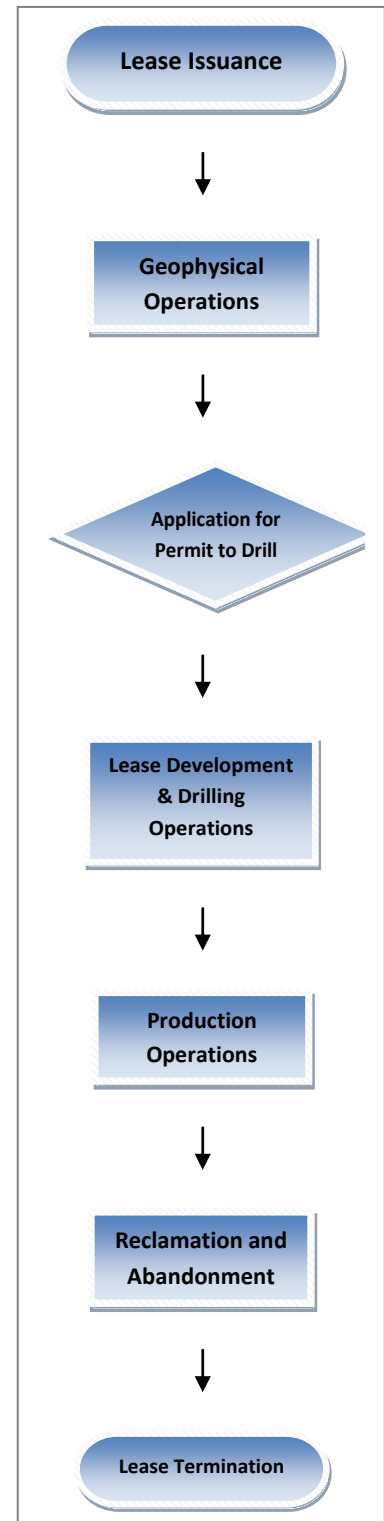 Lease Issuance
Geophysical
Operations
Application for
Permit to Drill
Lease Development
& Drilling
Operations
Production
Operations
Reclamation and
Abandonment
Lease Termination